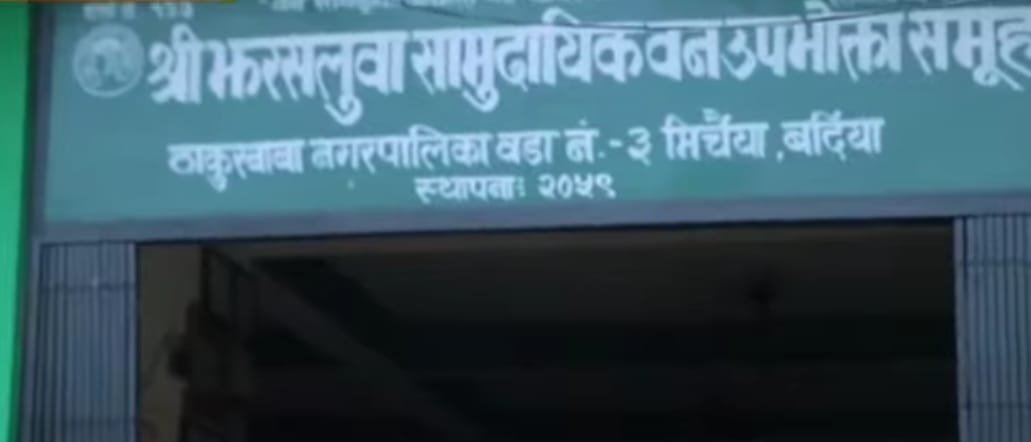 श्री झरसलुवा सामुदायिक वन उपभोक्ता समूह
ठाकुरबाबा नगरपालिका वडा नं.-३ मिर्चैया, बर्दिया
स्थापनाः २०५९